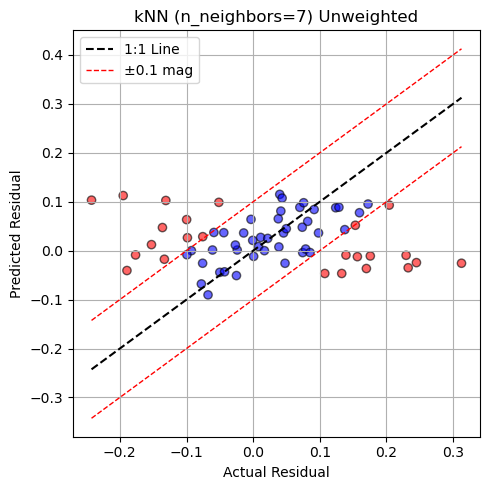 kNN (n_neighbors=7) Unweighted
1:1 Line
±0.1 mag
0.4
0.3
0.2
0.1
0.0
−0.1
−0.2
−0.3
Predicted Residual
−0.2
−0.1
0.0
0.1
0.2
0.3
Actual Residual